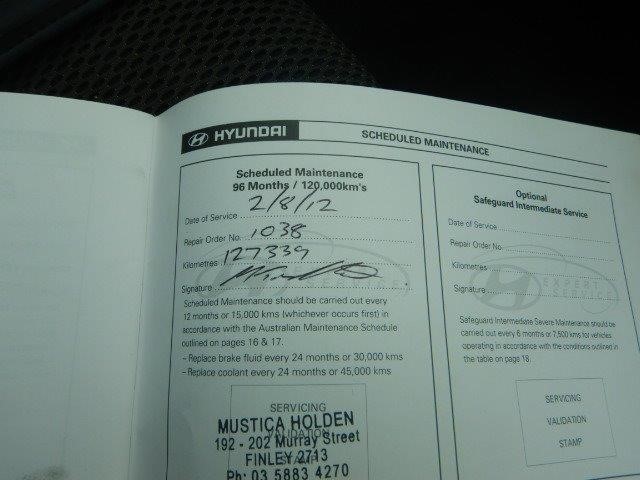 HYUNDAI
SCHEDULED MAINTENANCE
Scheduled Maintenance
96 Months / 120,000km's
Date of Service 2/8/12
Repair Order No. 1038
Kilometres 127339
Signature
Scheduled Maintenance should be carried out every
12 months or 15,000 kms (whichever occurs first) in
accordance with the Australian Maintenance Schedule
outlined on pages 16 & 17.
- Replace brake fluid every 24 months or 30,000 kms
- Replace coolant every 24 months or 45,000 kms
SERVICING
VALIDATION
STAMP
MUSTICA HOLDEN
192 - 202 Murray Street
FINLEY 2713
Ph: 03 5883 4270
Optional
Safeguard Intermediate Service
Date of Service
Repair Order No.
Kilometres
Signature
EXPERT
SERVICE
Safeguard Intermediate Severe Maintenance should be
carried out every 6 months or 7,500 kms for vehicles
operating in accordance with the conditions outlined in
the table on page 18.
SERVICING
VALIDATION
STAMP